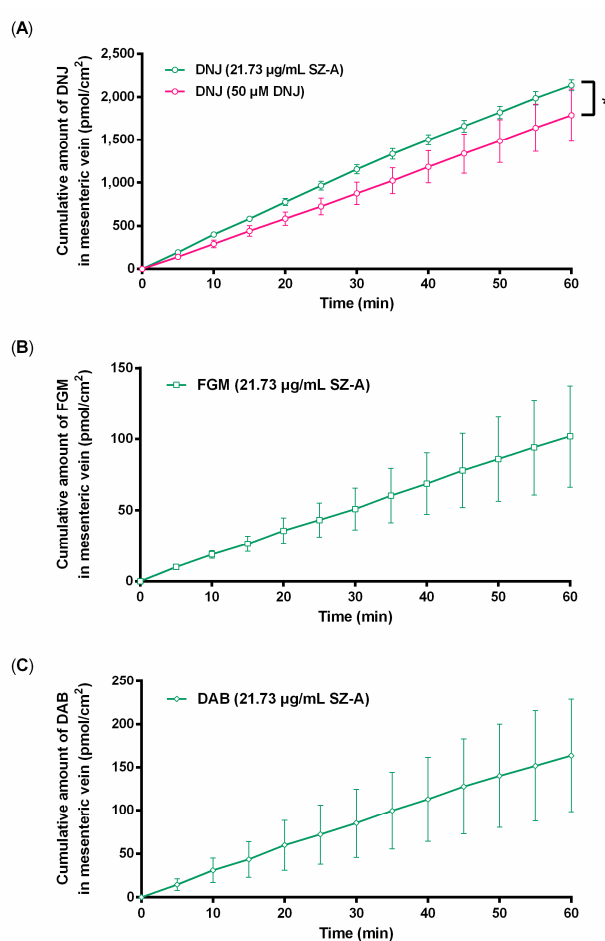 (A)
DNJ (21.73 µg/mL SZ-A)
DNJ (50 µM DNJ)
Cumulative amount of DNJ
in mesenteric vein (pmol/cm²)
2,500
2,000
1,500
1,000
500
0
0 10 20 30 40 50 60
Time (min)
(B)
FGM (21.73 µg/mL SZ-A)
Cumulative amount of FGM
in mesenteric vein (pmol/cm²)
150
100
50
0
0 10 20 30 40 50 60
Time (min)
(C)
DAB (21.73 µg/mL SZ-A)
Cumulative amount of DAB
in mesenteric vein (pmol/cm²)
250
200
150
100
50
0
0 10 20 30 40 50 60
Time (min)